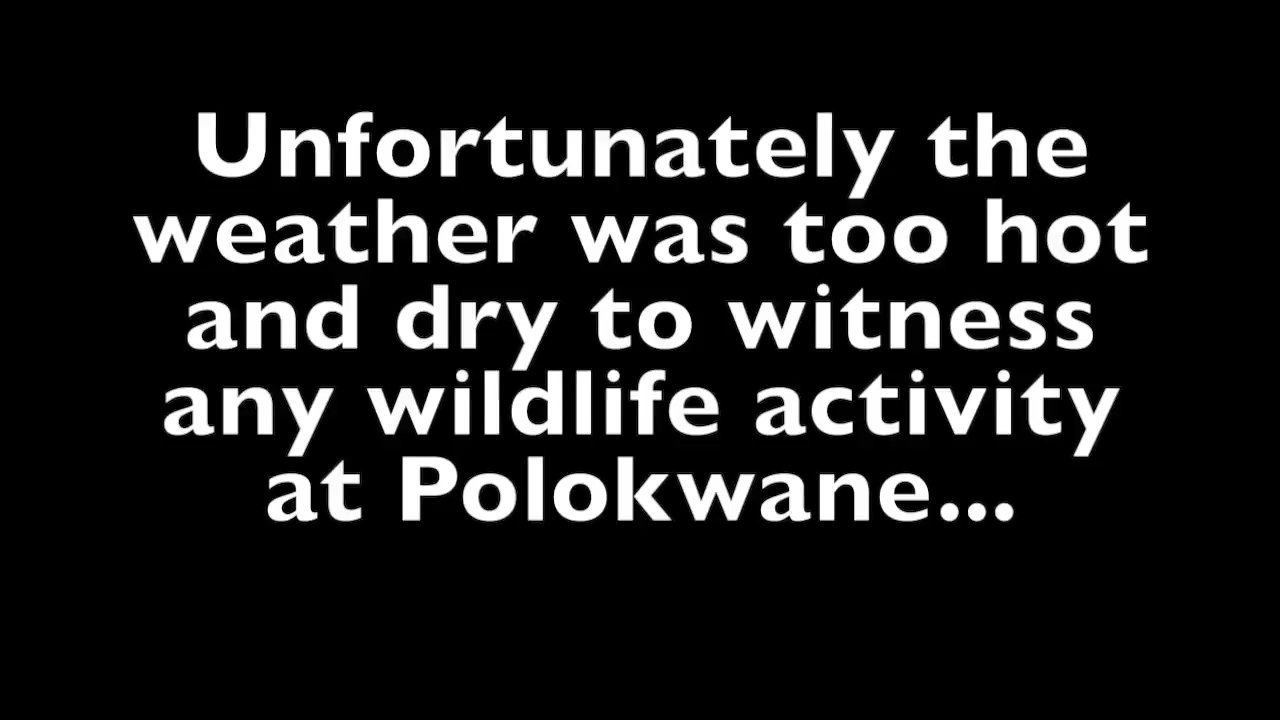 Unfortunately the
weather was too hot
and dry to witness
any wildlife activity
at Polokwane...